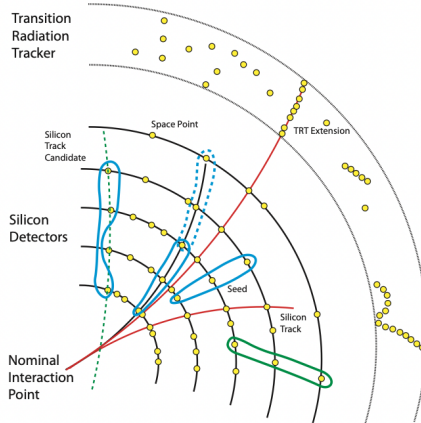 Transition
Radiation
Tracker
Space Point
TRT Extension
Silicon
Track
Candidate
Silicon
Detectors
Seed
Silicon
Track
Nominal
Interaction
Point